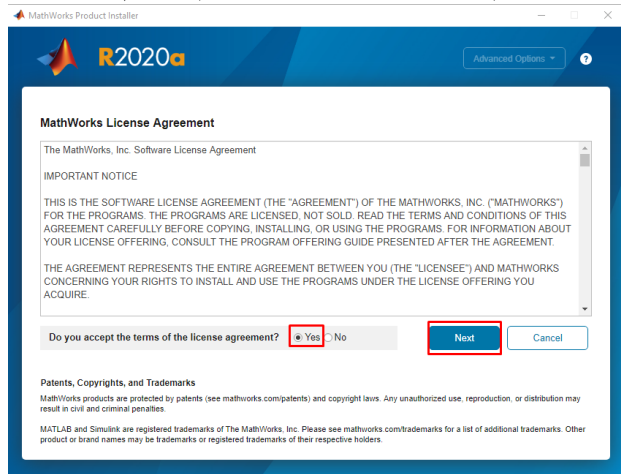 MathWorks Product Installer
R2020a
Advanced Options
?
MathWorks License Agreement
The MathWorks, Inc. Software License Agreement
IMPORTANT NOTICE
THIS IS THE SOFTWARE LICENSE AGREEMENT (THE "AGREEMENT") OF THE MATHWORKS, INC. ("MATHWORKS")
FOR THE PROGRAMS. THE PROGRAMS ARE LICENSED, NOT SOLD. READ THE TERMS AND CONDITIONS OF THIS
AGREEMENT CAREFULLY BEFORE COPYING, INSTALLING, OR USING THE PROGRAMS. FOR INFORMATION ABOUT
YOUR LICENSE OFFERING, CONSULT THE PROGRAM OFFERING GUIDE PRESENTED AFTER THE AGREEMENT.
THE AGREEMENT REPRESENTS THE ENTIRE AGREEMENT BETWEEN YOU (THE "LICENSEE") AND MATHWORKS
CONCERNING YOUR RIGHTS TO INSTALL AND USE THE PROGRAMS UNDER THE LICENSE OFFERING YOU
ACQUIRE.
Do you accept the terms of the license agreement? Yes No Next Cancel
Patents, Copyrights, and Trademarks
MathWorks products are protected by patents (see mathworks.com/patents) and copyright laws. Any unauthorized use, reproduction, or distribution may
result in civil and criminal penalties.
MATLAB and Simulink are registered trademarks of The MathWorks, Inc. Please see mathworks.com/trademarks for a list of additional trademarks. Other
product or brand names may be trademarks or registered trademarks of their respective holders.